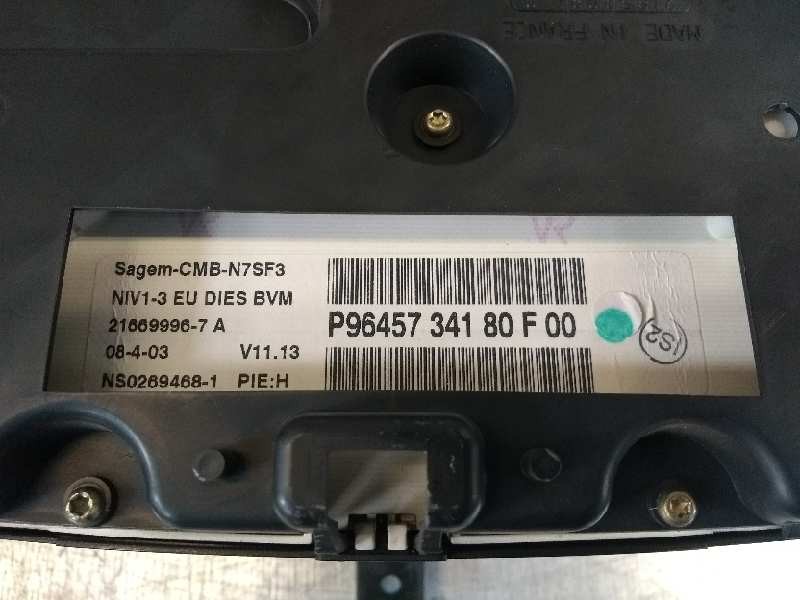 MADE IN FRANCE
Sagem-CMB-N7SF3
NIV1-3 EU DIES BVM
21669996-7 A
08-4-03 V11.13
NS0269468-1 PIE:H
P96457 341 80 F 00
S2